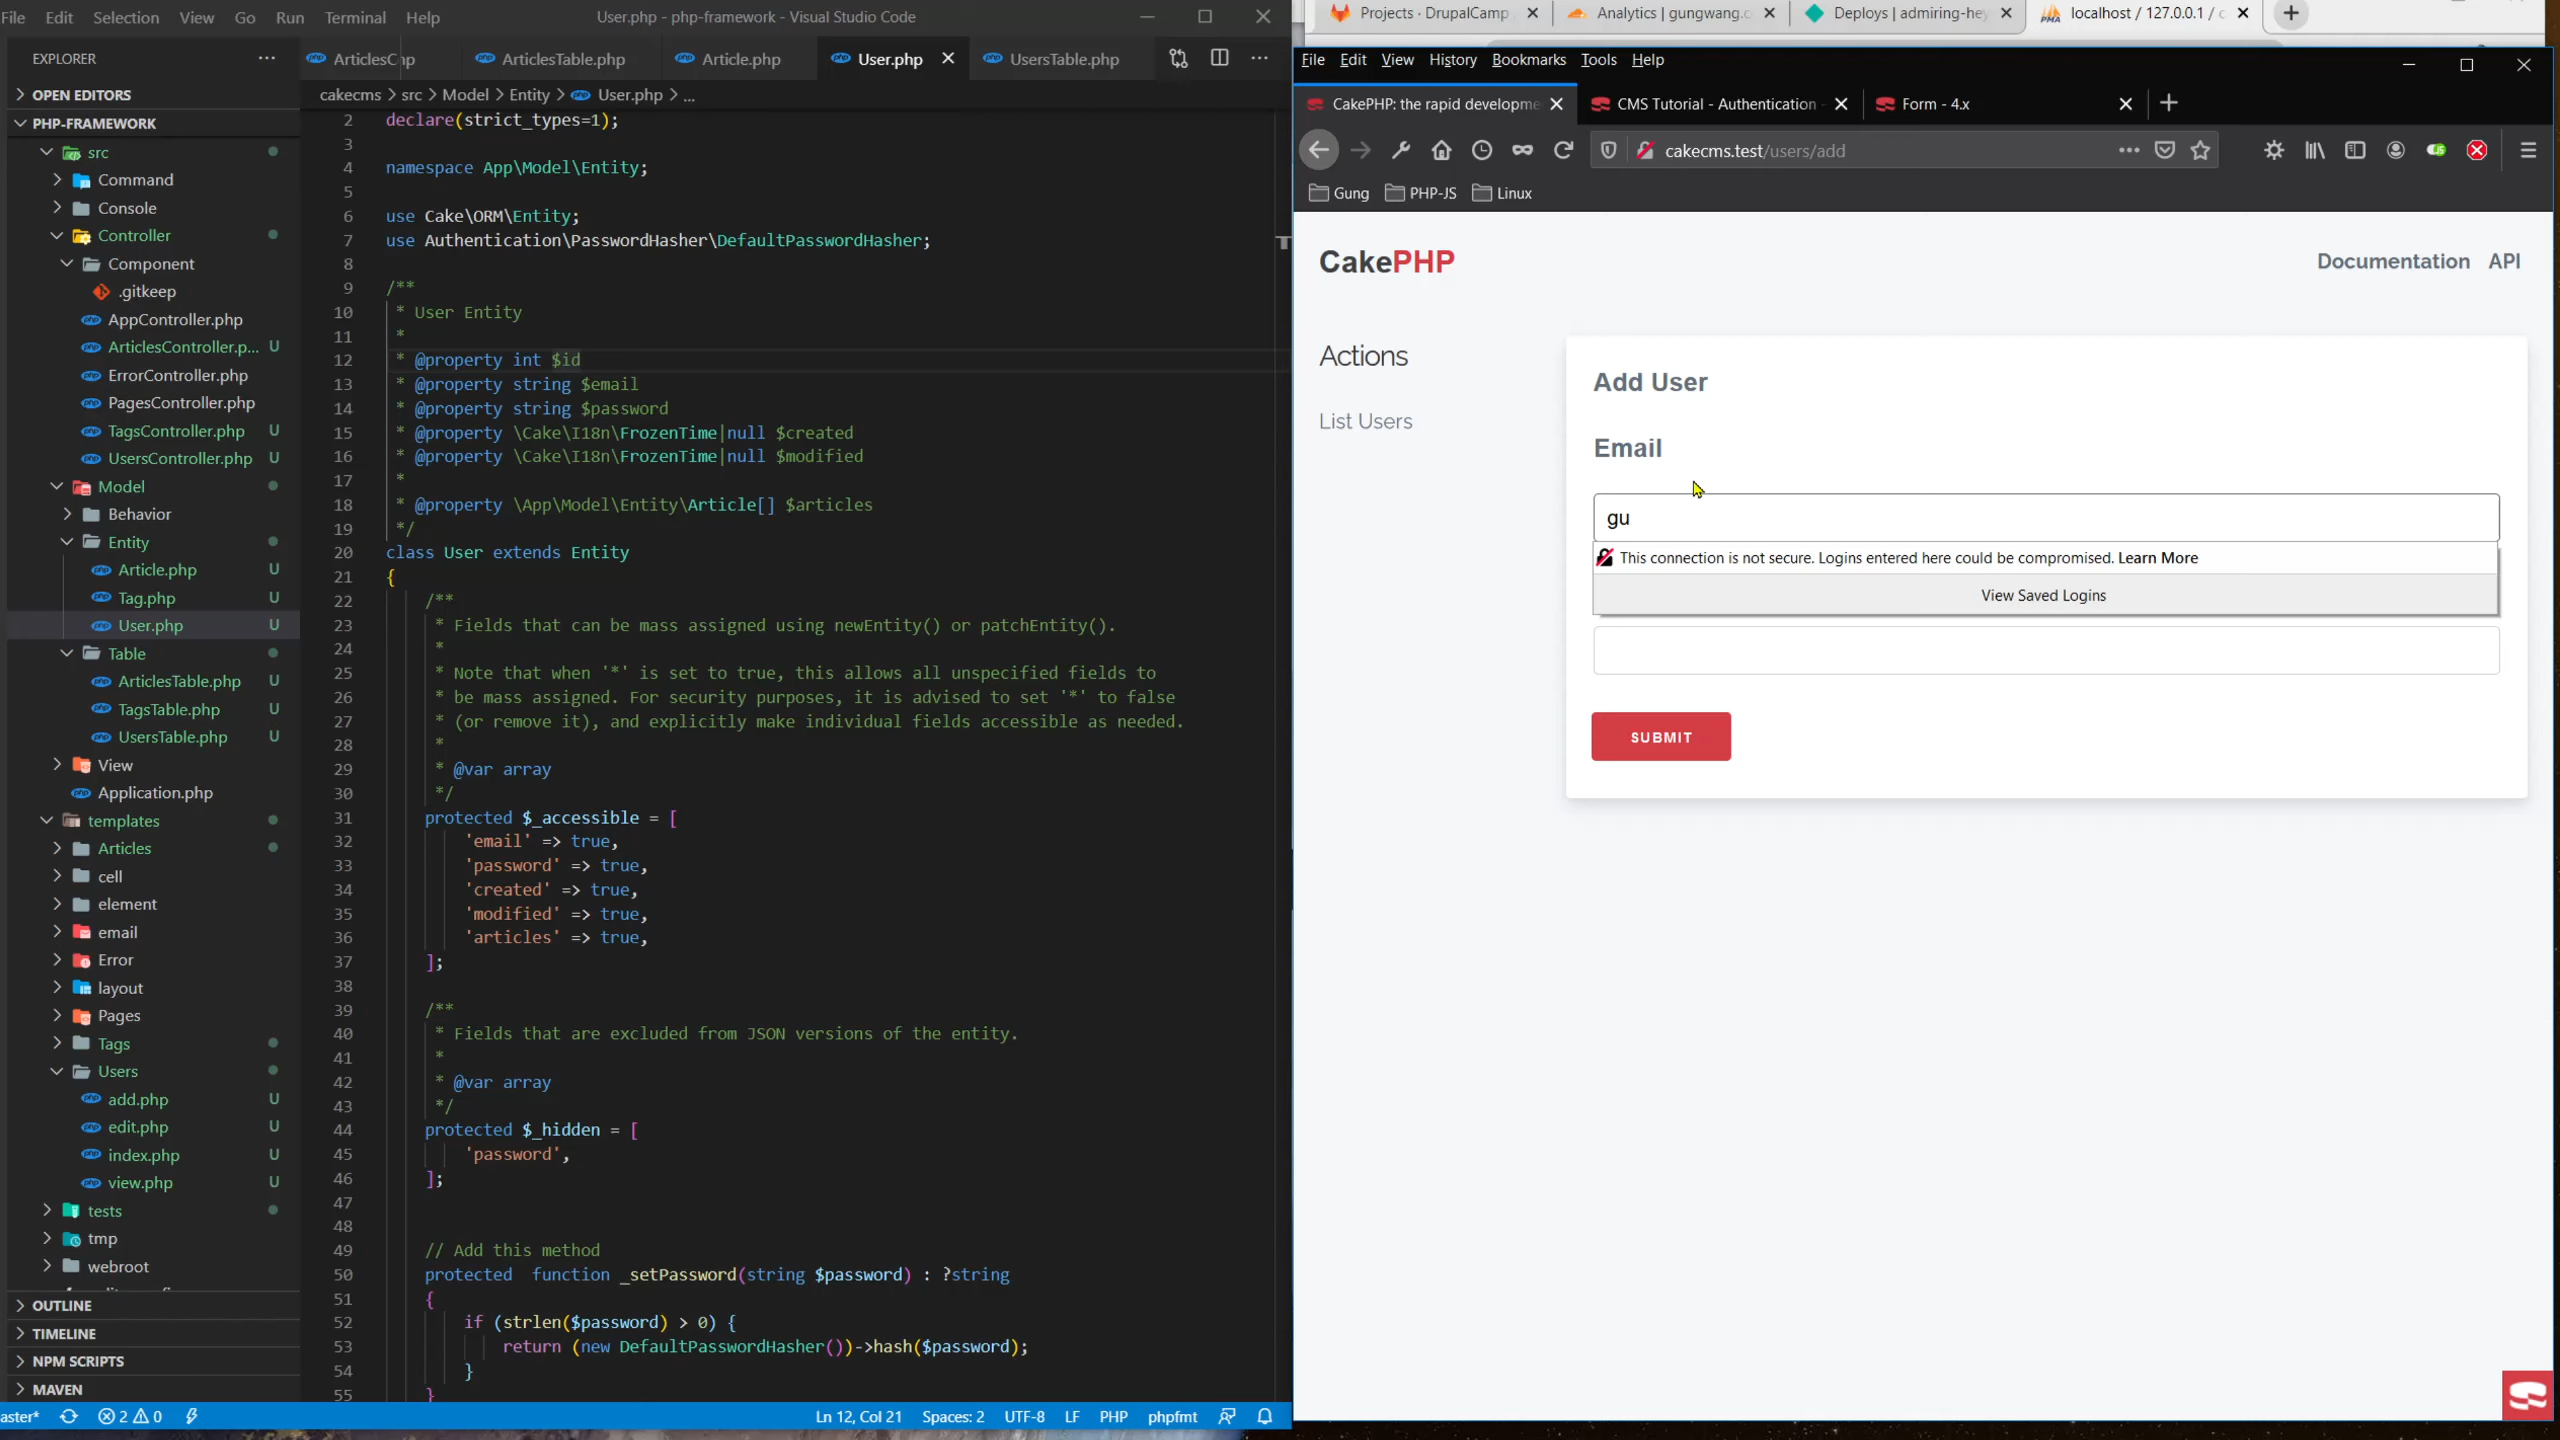 File Edit Selection View Go Run Terminal Help
User.php - php-framework - Visual Studio Code
EXPLORER
OPEN EDITORS
PHP-FRAMEWORK
src
Command
Console
Controller
Component
.gitkeep
AppController.php
ArticlesController.p... U
ErrorController.php
PagesController.php
TagsController.php U
UsersController.php U
Model
Behavior
Entity
Article.php U
Tag.php U
User.php U
Table
ArticlesTable.php U
TagsTable.php U
UsersTable.php U
View
Application.php
templates
Articles
cell
element
email
Error
layout
Pages
Tags
Users
add.php U
edit.php U
index.php U
view.php U
tests
tmp
webroot
OUTLINE
TIMELINE
NPM SCRIPTS
MAVEN
ArticlesC hp ArticlesTable.php Article.php User.php UsersTable.php
cakecms > src > Model > Entity > User.php > ...
2 declare(strict_types=1);
3
4 namespace App\Model\Entity;
5
6 use Cake\ORM\Entity;
7 use Authentication\PasswordHasher\DefaultPasswordHasher;
8
9 /**
10 * User Entity
11 *
12 * @property int $id
13 * @property string $email
14 * @property string $password
15 * @property \Cake\I18n\FrozenTime|null $created
16 * @property \Cake\I18n\FrozenTime|null $modified
17 *
18 * @property \App\Model\Entity\Article[] $articles
19 */
20 class User extends Entity
21 {
22 /**
23 * Fields that can be mass assigned using newEntity() or patchEntity().
24 *
25 * Note that when '*' is set to true, this allows all unspecified fields to
26 * be mass assigned. For security purposes, it is advised to set '*' to false
27 * (or remove it), and explicitly make individual fields accessible as needed.
28 *
29 * @var array
30 */
31 protected $_accessible = [
32 'email' => true,
33 'password' => true,
34 'created' => true,
35 'modified' => true,
36 'articles' => true,
37 ];
38
39 /**
40 * Fields that are excluded from JSON versions of the entity.
41 *
42 * @var array
43 */
44 protected $_hidden = [
45 'password',
46 ];
47
48
49 // Add this method
50 protected function _setPassword(string $password) : ?string
51 {
52 if (strlen($password) > 0) {
53 return (new DefaultPasswordHasher())->hash($password);
54 }
55 }
aster* 2 0 Ln 12, Col 21 Spaces: 2 UTF-8 LF PHP phpfmt
Projects · DrupalCamp Analytics | gungwang.c Deploys | admiring-hey localhost / 127.0.0.1 / c
File Edit View History Bookmarks Tools Help
CakePHP: the rapid developme CMS Tutorial - Authentication - Form - 4.x
cakecms.test/users/add
Gung PHP-JS Linux
CakePHP Documentation API
Actions
List Users
Add User
Email
gu
This connection is not secure. Logins entered here could be compromised. Learn More
View Saved Logins
SUBMIT